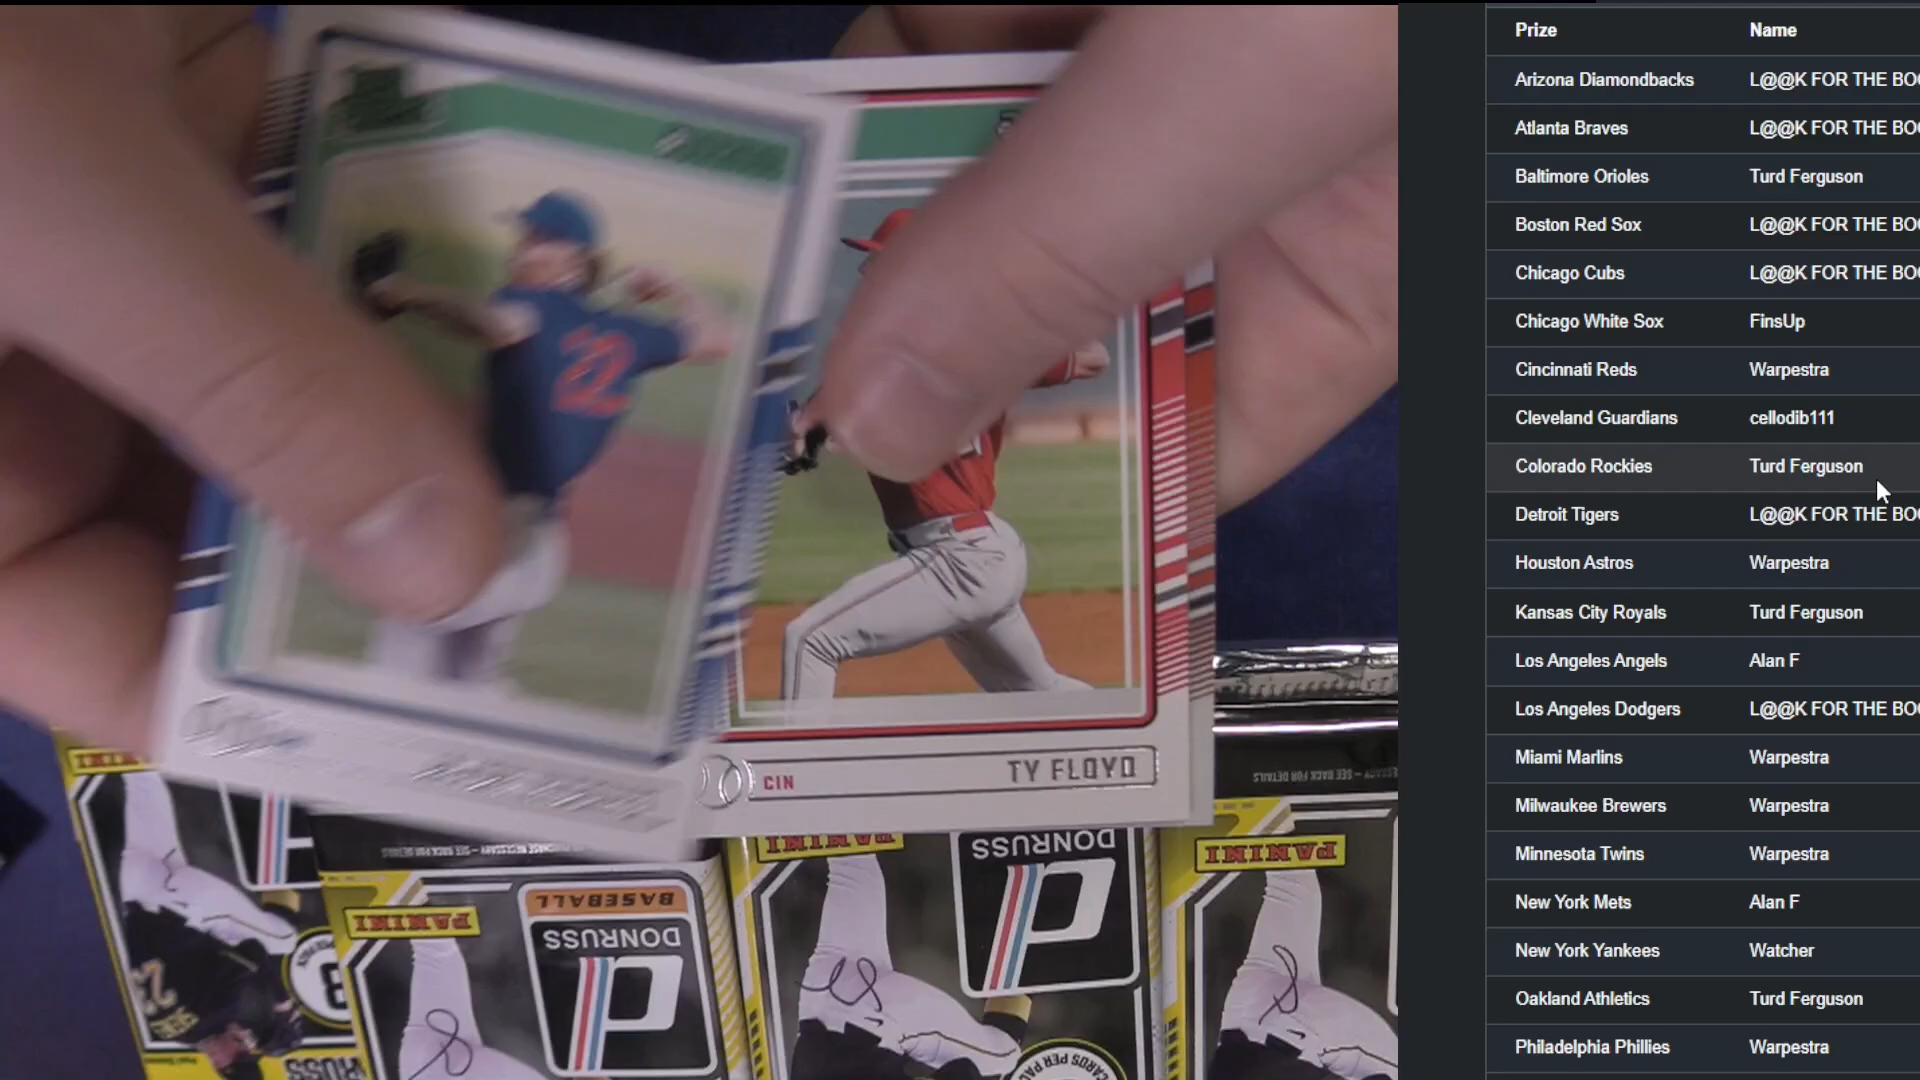 22
CIN
TY FLOYD
PANINI
DONRUSS
BASEBALL
PANINI
DONRUSS
PANINI
Prize Name
Arizona Diamondbacks L@@K FOR THE BO
Atlanta Braves L@@K FOR THE BO
Baltimore Orioles Turd Ferguson
Boston Red Sox L@@K FOR THE BO
Chicago Cubs L@@K FOR THE BO
Chicago White Sox FinsUp
Cincinnati Reds Warpestra
Cleveland Guardians cellodib111
Colorado Rockies Turd Ferguson
Detroit Tigers L@@K FOR THE BO
Houston Astros Warpestra
Kansas City Royals Turd Ferguson
Los Angeles Angels Alan F
Los Angeles Dodgers L@@K FOR THE BO
Miami Marlins Warpestra
Milwaukee Brewers Warpestra
Minnesota Twins Warpestra
New York Mets Alan F
New York Yankees Watcher
Oakland Athletics Turd Ferguson
Philadelphia Phillies Warpestra